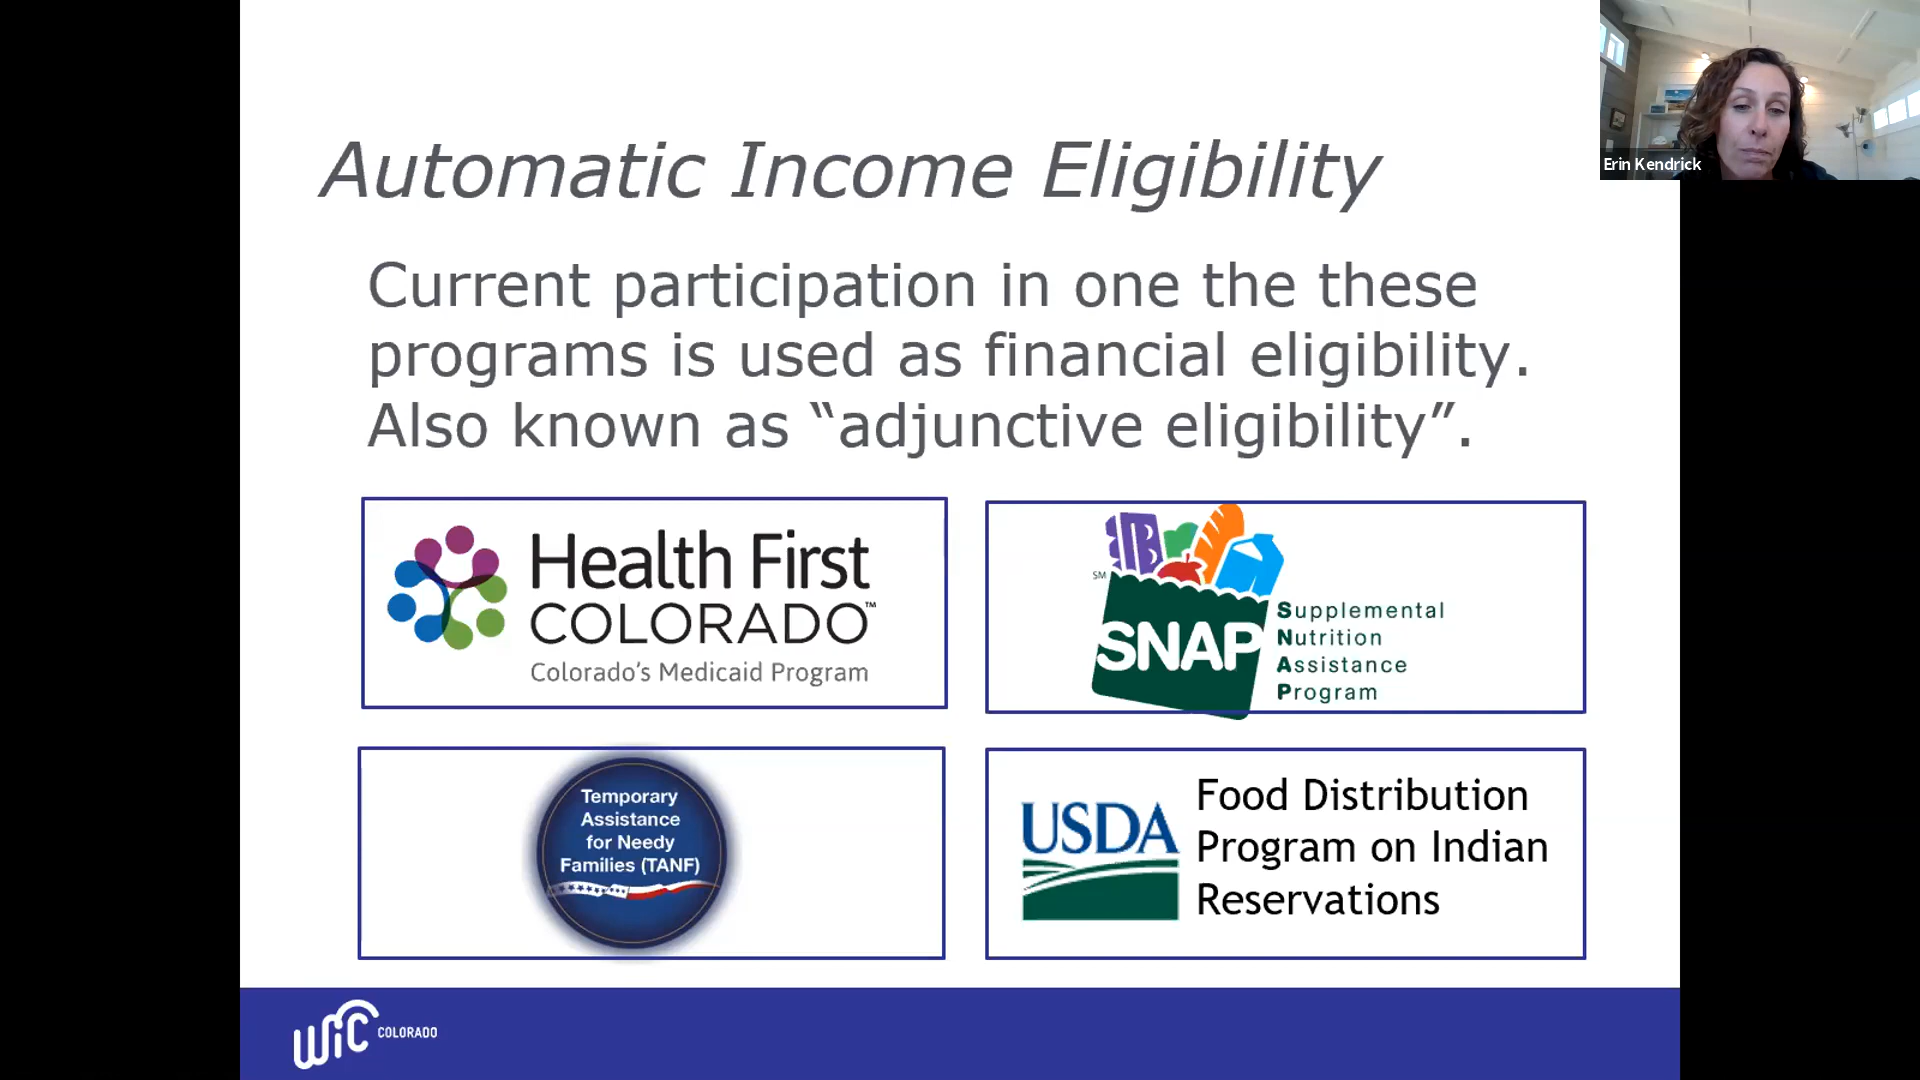 Automatic Income Eligibility
Current participation in one the these
programs is used as financial eligibility.
Also known as “adjunctive eligibility”.
Health First
COLORADO™
Colorado's Medicaid Program
SM
SNAP
Supplemental
Nutrition
Assistance
Program
Temporary
Assistance
for Needy
Families (TANF)
USDA
Food Distribution
Program on Indian
Reservations
WiC COLORADO
Erin Kendrick